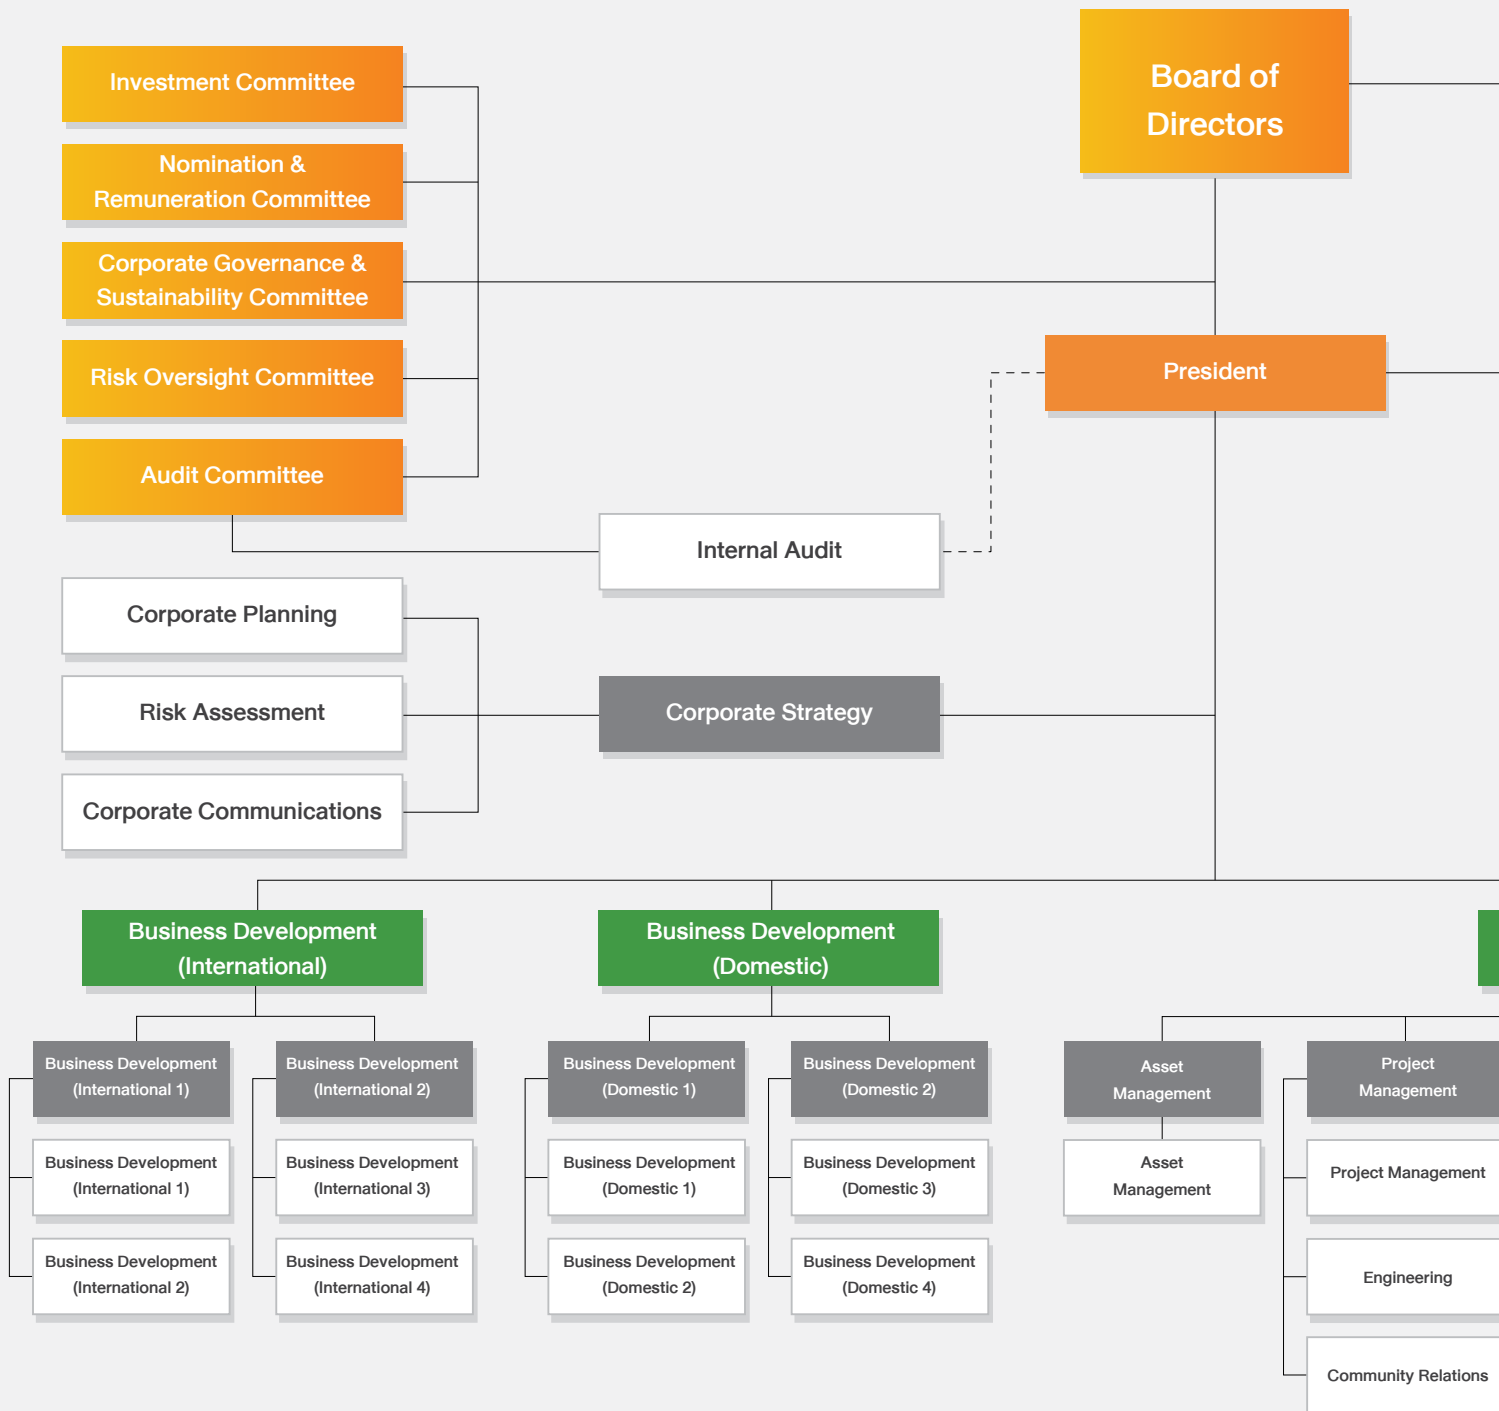 Board of
Directors
Investment Committee
Nomination &
Remuneration Committee
Corporate Governance &
Sustainability Committee
Risk Oversight Committee
Audit Committee
President
Internal Audit
Corporate Planning
Risk Assessment
Corporate Communications
Corporate Strategy
Business Development
(International)
Business Development
(Domestic)
Business Development
(International 1)
Business Development
(International 2)
Business Development
(Domestic 1)
Business Development
(Domestic 2)
Asset
Management
Project
Management
Business Development
(International 1)
Business Development
(International 3)
Business Development
(Domestic 1)
Business Development
(Domestic 3)
Asset
Management
Project Management
Business Development
(International 2)
Business Development
(International 4)
Business Development
(Domestic 2)
Business Development
(Domestic 4)
Engineering
Community Relations